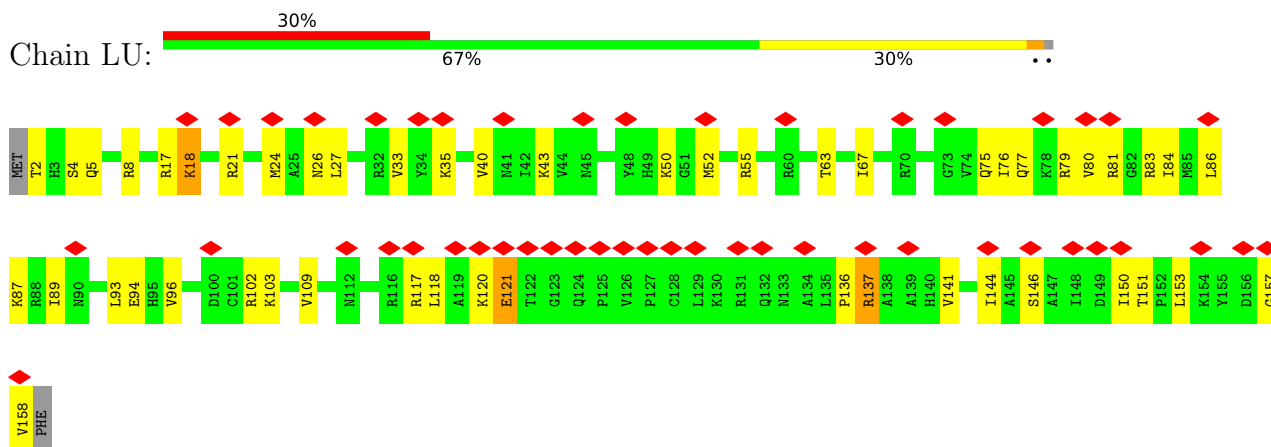 30%
Chain LU:
67% 30% ..
MET T2 H3 S4 Q5 R8 R17 K18 R21 M24 A25 N26 L27 R32 V33 Y34 K35 V40 N41 I42 K43 V44 N45 Y48 H49 K50 G51 M52 R55 R60 T63 I67 R70 G73 V74 Q75 I76 Q77 K78 R79 V80 R81 G82 R83 I84 M85 L86
K87 R88 I89 N90 L93 E94 H95 V96 D100 C101 R102 K103 V109 N112 R116 R117 L118 A119 K120 E121 T122 G123 Q124 P125 V126 P127 C128 L129 K130 R131 Q132 N133 A134 L135 P136 R137 A138 A139 H140 V141 I144 A145 S146 A147 I148 D149 I150 T151 P152 L153 K154 Y155 D156 G157
V158 PHE